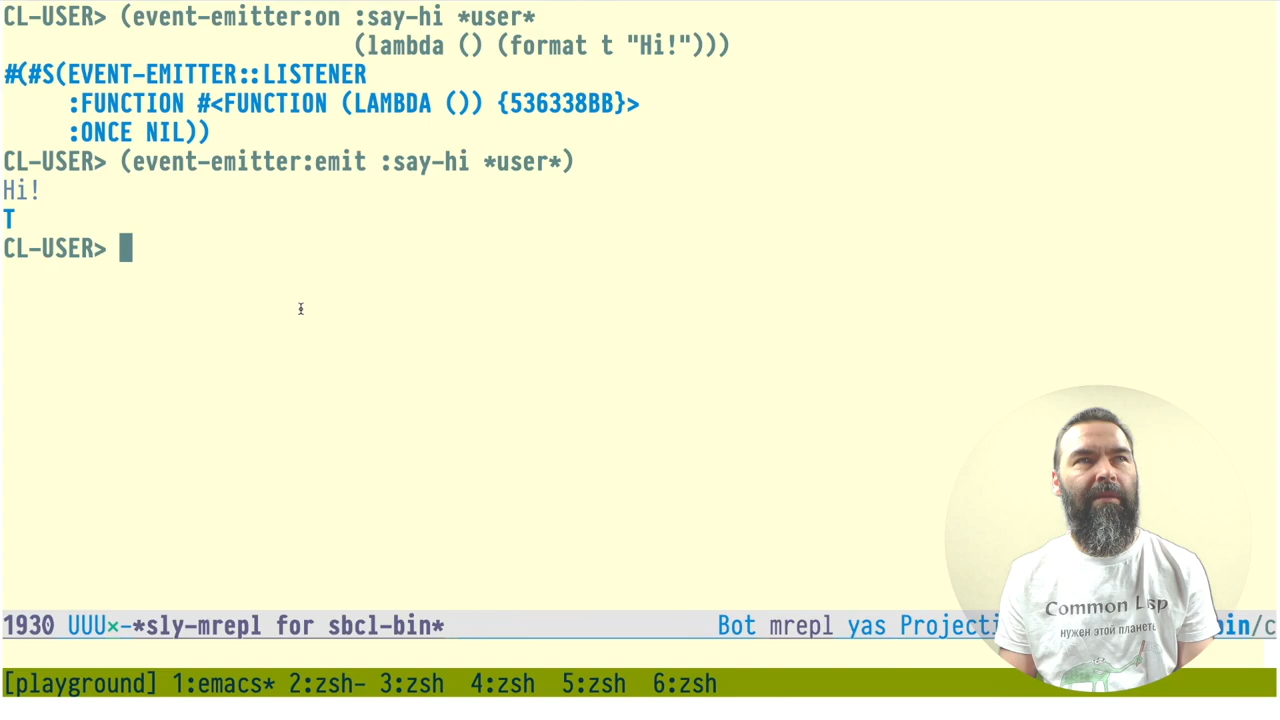 CL-USER> (event-emitter:on :say-hi *user*
(lambda () (format t "Hi!")))
#(#S(EVENT-EMITTER::LISTENER
:FUNCTION #<FUNCTION (LAMBDA ()) {536338BB}>
:ONCE NIL))
CL-USER> (event-emitter:emit :say-hi *user*)
Hi!
T
CL-USER>
1930 UUU×-*sly-mrepl for sbcl-bin* Bot mrepl yas Projecti bin/c
Common Lisp
нужен этой планете
[playground] 1:emacs* 2:zsh- 3:zsh 4:zsh 5:zsh 6:zsh